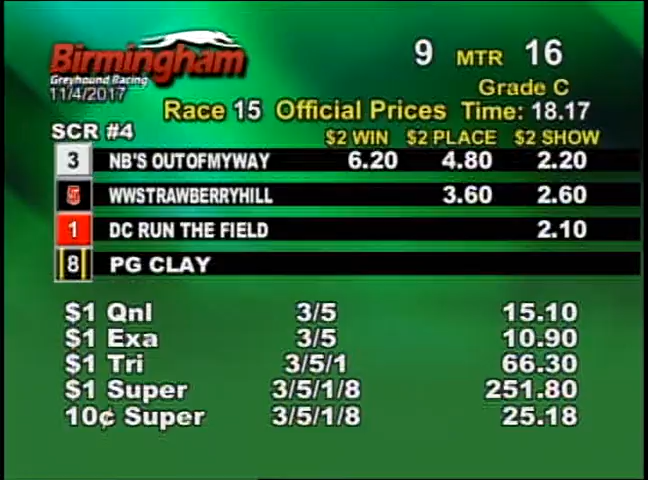 Birmingham
Greyhound Racing
11/4/2017
9 MTR 16
Grade C
Race 15 Official Prices Time: 18.17
SCR #4
$2 WIN $2 PLACE $2 SHOW
3 NB'S OUTOFMYWAY 6.20 4.80 2.20
5 WWSTRAWBERRYHILL 3.60 2.60
1 DC RUN THE FIELD 2.10
8 PG CLAY
$1 Qnl 3/5 15.10
$1 Exa 3/5 10.90
$1 Tri 3/5/1 66.30
$1 Super 3/5/1/8 251.80
10¢ Super 3/5/1/8 25.18